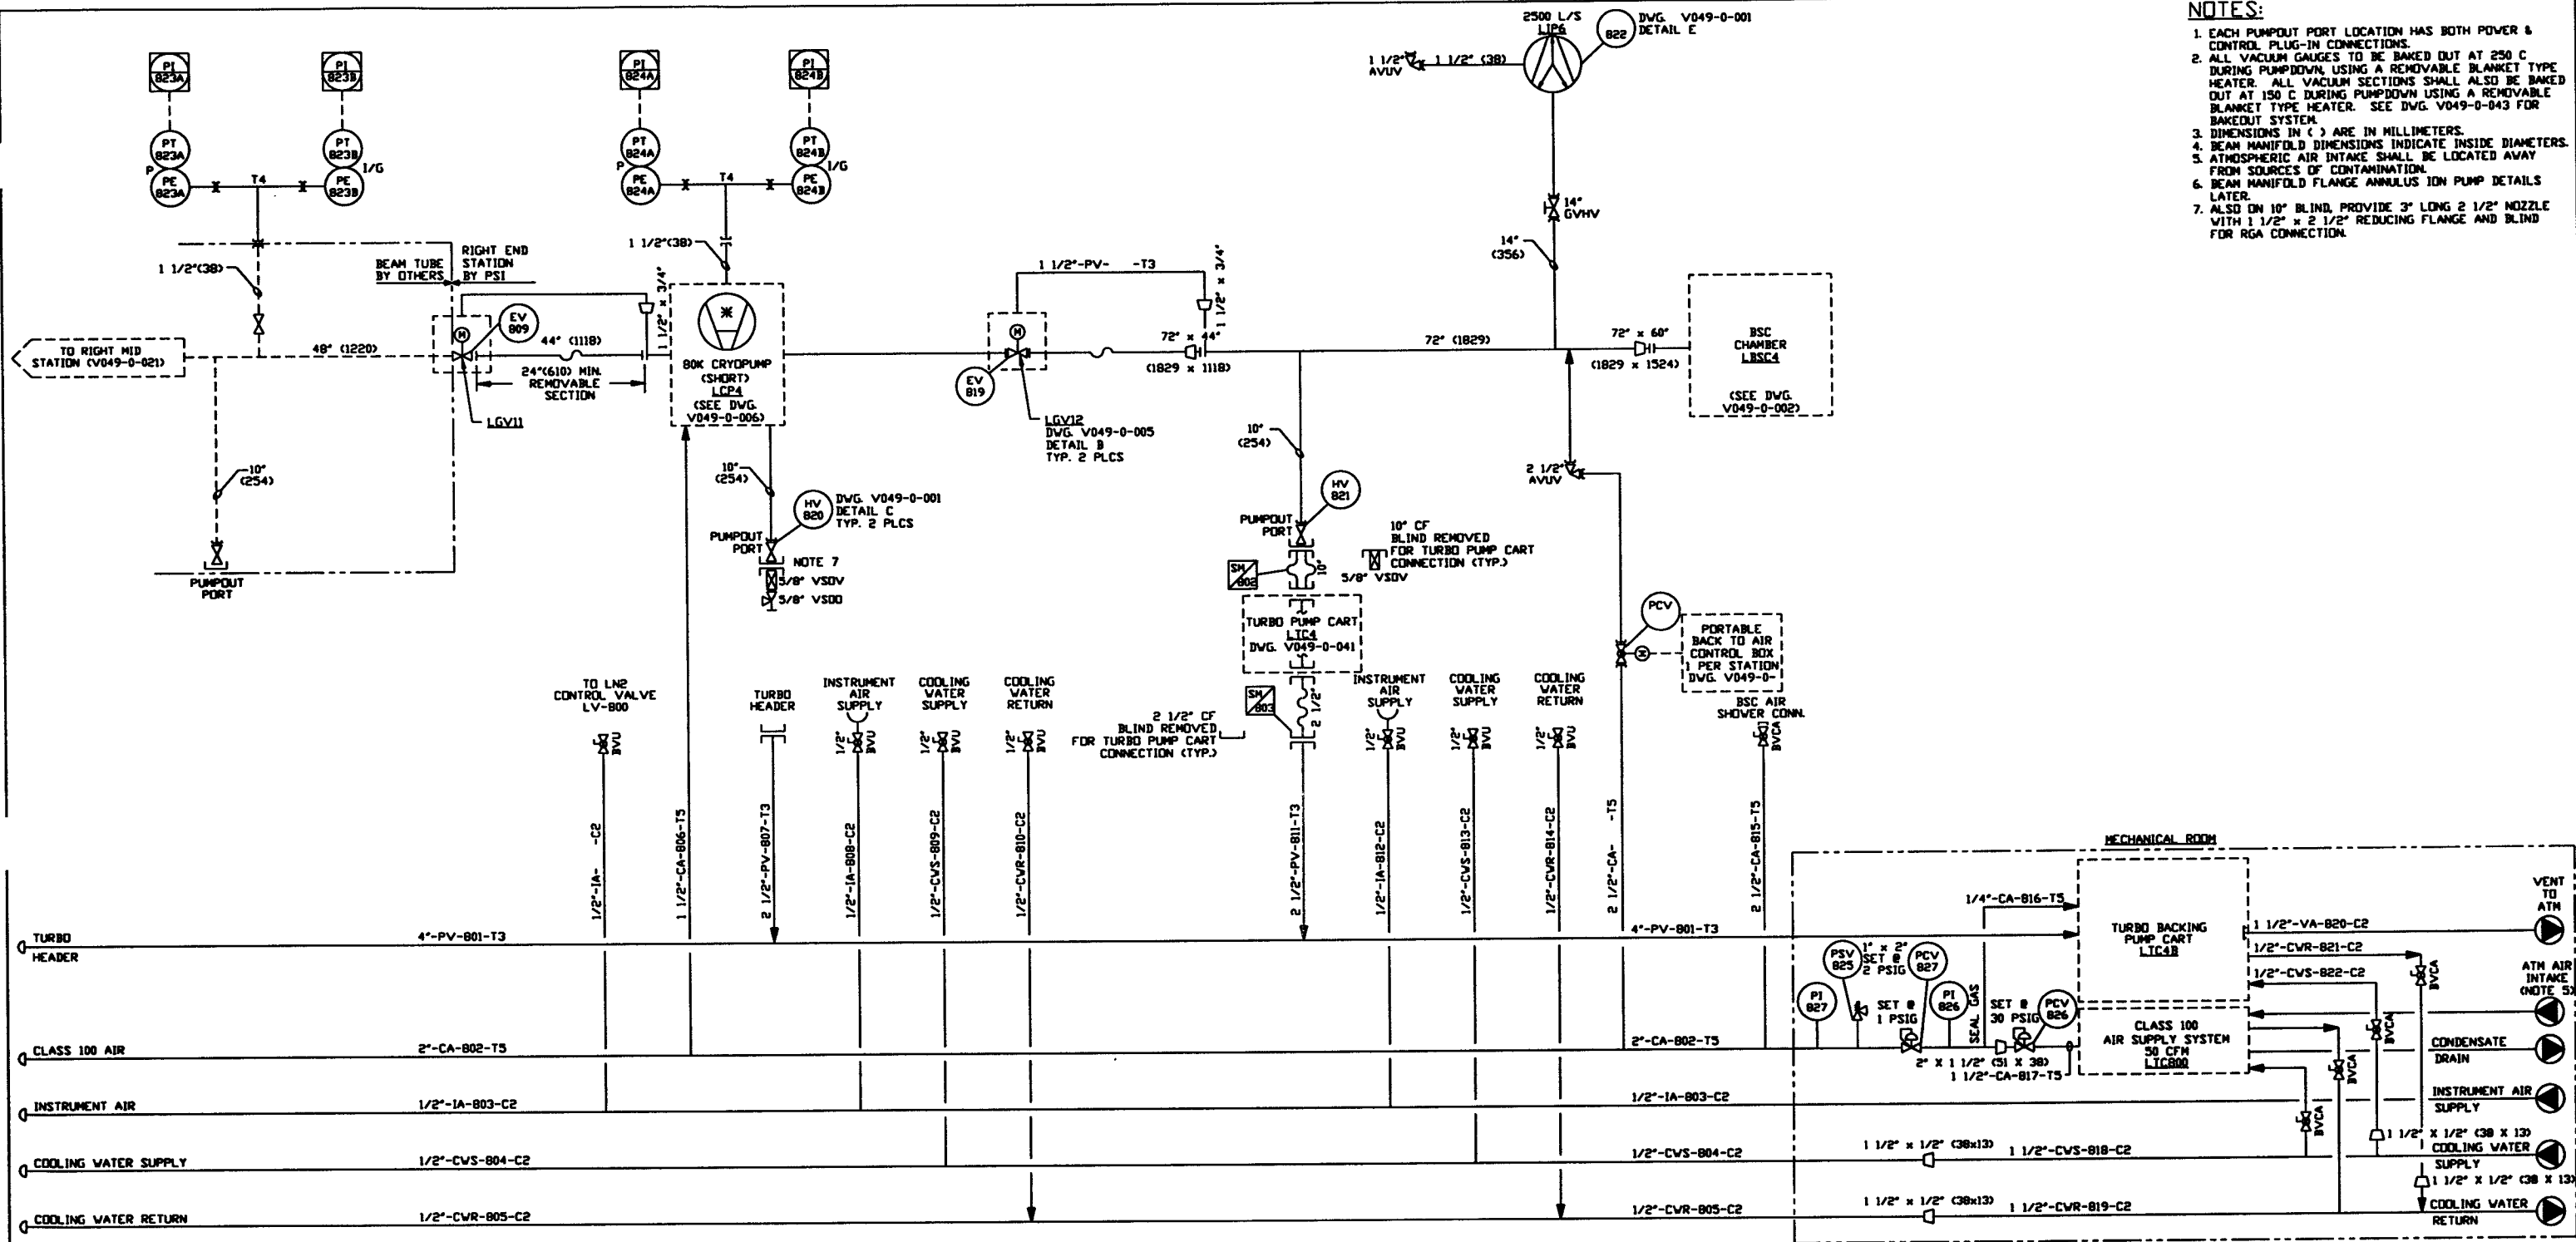 NOTES:
1. EACH PUMPOUT PORT LOCATION HAS BOTH POWER &
CONTROL PLUG-IN CONNECTIONS.
2. ALL VACUUM GAUGES TO BE BAKED OUT AT 250 C
DURING PUMPDOWN, USING A REMOVABLE BLANKET TYPE
HEATER. ALL VACUUM SECTIONS SHALL ALSO BE BAKED
OUT AT 150 C DURING PUMPDOWN USING A REMOVABLE
BLANKET TYPE HEATER. SEE DWG. V049-0-043 FOR
BAKEOUT SYSTEM.
3. DIMENSIONS IN ( ) ARE IN MILLIMETERS.
4. BEAM MANIFOLD DIMENSIONS INDICATE INSIDE DIAMETERS.
5. ATMOSPHERIC AIR INTAKE SHALL BE LOCATED AWAY
FROM SOURCES OF CONTAMINATION.
6. BEAM MANIFOLD FLANGE ANNULUS ION PUMP DETAILS
LATER.
7. ALSO ON 10" BLIND, PROVIDE 3" LONG 2 1/2" NOZZLE
WITH 1 1/2" x 2 1/2" REDUCING FLANGE AND BLIND
FOR RGA CONNECTION.
PI
823A
PI
823B
PI
824A
PI
824B
PT
823A
PT
823B
PT
824A
PT
824B
P
PE
823A
T4
PE
823B
I/G
P
PE
824A
T4
PE
824B
I/G
2500 L/S
LIP6
822
DWG. V049-0-001
DETAIL E
1 1/2"
AVUV
1 1/2" (38)
14"
GVHV
14"
(356)
1 1/2"(38)
BEAM TUBE
BY OTHERS
RIGHT END
STATION
BY PSI
1 1/2"(38)
1 1/2" x 3/4"
1 1/2"-PV- -T3
1 1/2" x 3/4"
TO RIGHT MID
STATION (V049-0-021)
48" (1220)
EV
809
M
44" (1118)
24"(610) MIN.
REMOVABLE
SECTION
LGV11
80K CRYOPUMP
(SHORT)
LCP4
(SEE DWG.
V049-0-006)
M
EV
819
LGV12
DWG. V049-0-005
DETAIL B
TYP. 2 PLCS
72" x 44"
(1829 x 1118)
72" (1829)
72" x 60"
(1829 x 1524)
BSC
CHAMBER
LBSC4
(SEE DWG.
V049-0-002)
10"
(254)
PUMPOUT
PORT
10"
(254)
HV
820
DWG. V049-0-001
DETAIL C
TYP. 2 PLCS
PUMPOUT
PORT
NOTE 7
5/8" VSOV
5/8" VSOO
10"
(254)
HV
821
PUMPOUT
PORT
10" CF
BLIND REMOVED
FOR TURBO PUMP CART
CONNECTION (TYP.)
5/8" VSOV
SM
802
10"
TURBO PUMP CART
LTC4
DWG. V049-0-041
SM
803
2 1/2"
2 1/2" CF
BLIND REMOVED
FOR TURBO PUMP CART
CONNECTION (TYP.)
2 1/2"
AVUV
PCV
PORTABLE
BACK TO AIR
CONTROL BOX
1 PER STATION
DWG. V049-0-
BSC AIR
SHOWER CONN.
BVCA
TO LN2
CONTROL VALVE
LV-800
BVU
TURBO
HEADER
INSTRUMENT
AIR
SUPPLY
1/2"
BVU
COOLING
WATER
SUPPLY
1/2"
BVU
COOLING
WATER
RETURN
1/2"
BVU
INSTRUMENT
AIR
SUPPLY
1/2"
BVU
COOLING
WATER
SUPPLY
1/2"
BVU
COOLING
WATER
RETURN
1/2"
BVU
1/2"-IA- -C2
1 1/2"-CA-806-T5
2 1/2"-PV-807-T3
1/2"-IA-808-C2
1/2"-CWS-809-C2
1/2"-CWR-810-C2
2 1/2"-PV-811-T3
1/2"-IA-812-C2
1/2"-CWS-813-C2
1/2"-CWR-814-C2
2 1/2"-CA- -T5
2 1/2"-CA-815-T5
MECHANICAL ROOM
TURBO
HEADER
4"-PV-801-T3
4"-PV-801-T3
1/4"-CA-816-T5
TURBO BACKING
PUMP CART
LTC4B
VENT
TO
ATM
1 1/2"-VA-820-C2
1/2"-CWR-821-C2
1/2"-CWS-822-C2
BVCA
ATM AIR
INTAKE
(NOTE 5)
PI
827
PSV
825
1" x 2"
SET @
2 PSIG
PCV
827
SET @
1 PSIG
PI
826
SEAL GAS
SET @
30 PSIG
PCV
826
CLASS 100
AIR SUPPLY SYSTEM
50 CFM
LTC800
BVCA
BVCA
BVCA
CONDENSATE
DRAIN
CLASS 100 AIR
2"-CA-802-T5
2"-CA-802-T5
2" X 1 1/2" (51 X 38)
1 1/2"-CA-817-T5
INSTRUMENT AIR
1/2"-IA-803-C2
1/2"-IA-803-C2
INSTRUMENT AIR
SUPPLY
1 1/2" X 1/2" (38 X 13)
COOLING WATER SUPPLY
1/2"-CWS-804-C2
1/2"-CWS-804-C2
1 1/2" x 1/2" (38x13)
1 1/2"-CWS-818-C2
COOLING WATER
SUPPLY
1 1/2" X 1/2" (38 X 13)
COOLING WATER RETURN
1/2"-CWR-805-C2
1/2"-CWR-805-C2
1 1/2" x 1/2" (38x13)
1 1/2"-CWR-819-C2
COOLING WATER
RETURN